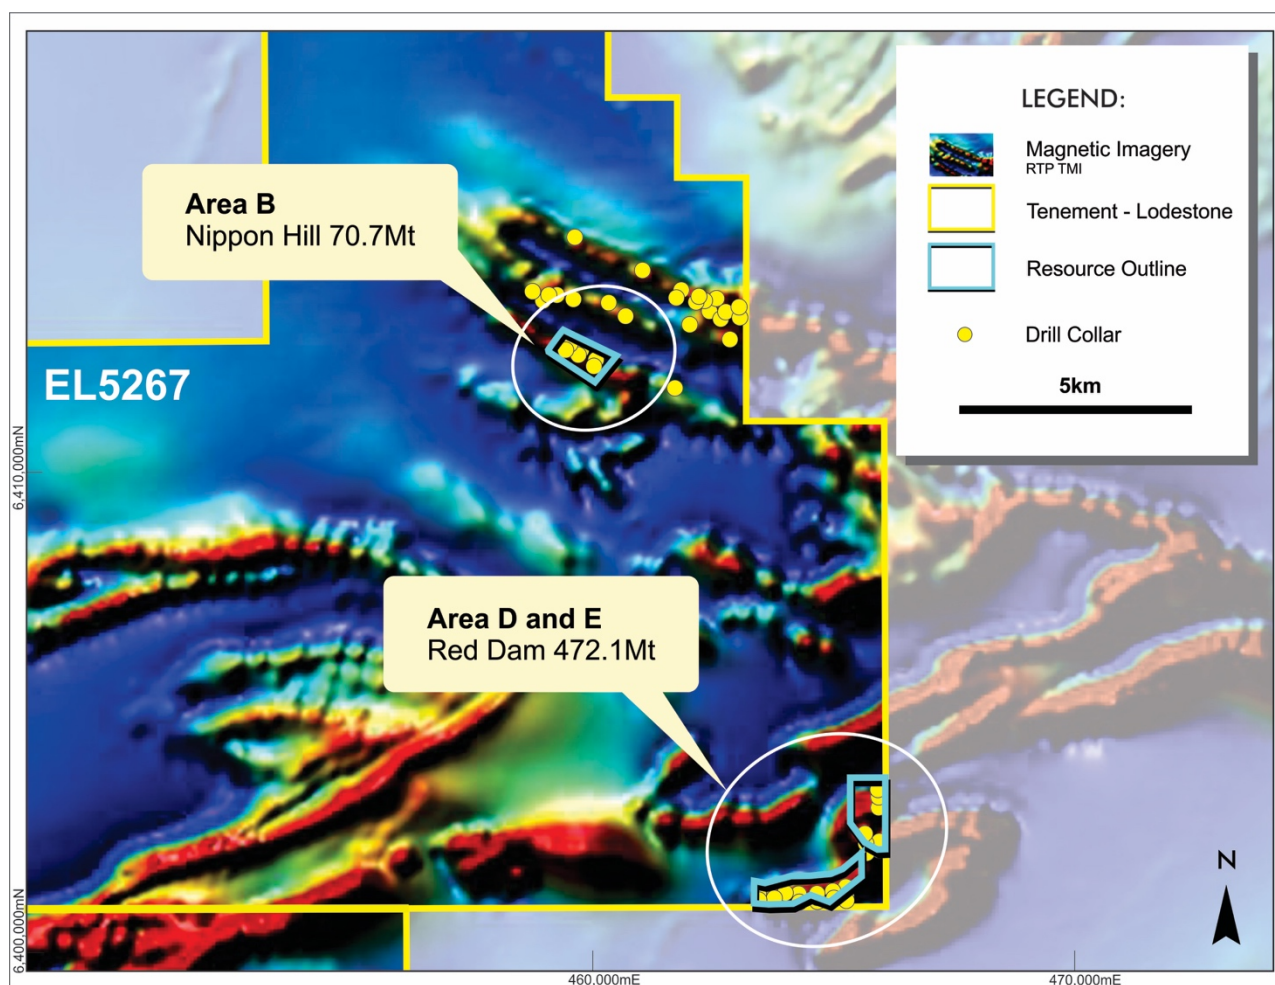 LEGEND:
Magnetic Imagery
RTP TMI
Tenement - Lodestone
Resource Outline
Drill Collar
5km
Area B
Nippon Hill 70.7Mt
EL5267
6,410,000mN
Area D and E
Red Dam 472.1Mt
N
6,400,000mN
460,000mE
470,000mE